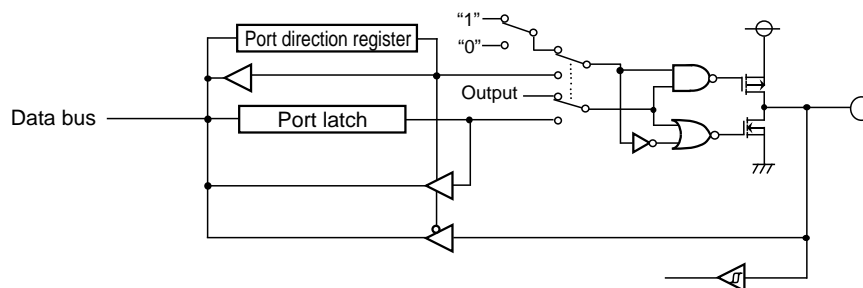 “1”
Port direction register
“0”
Output
Data bus
Port latch